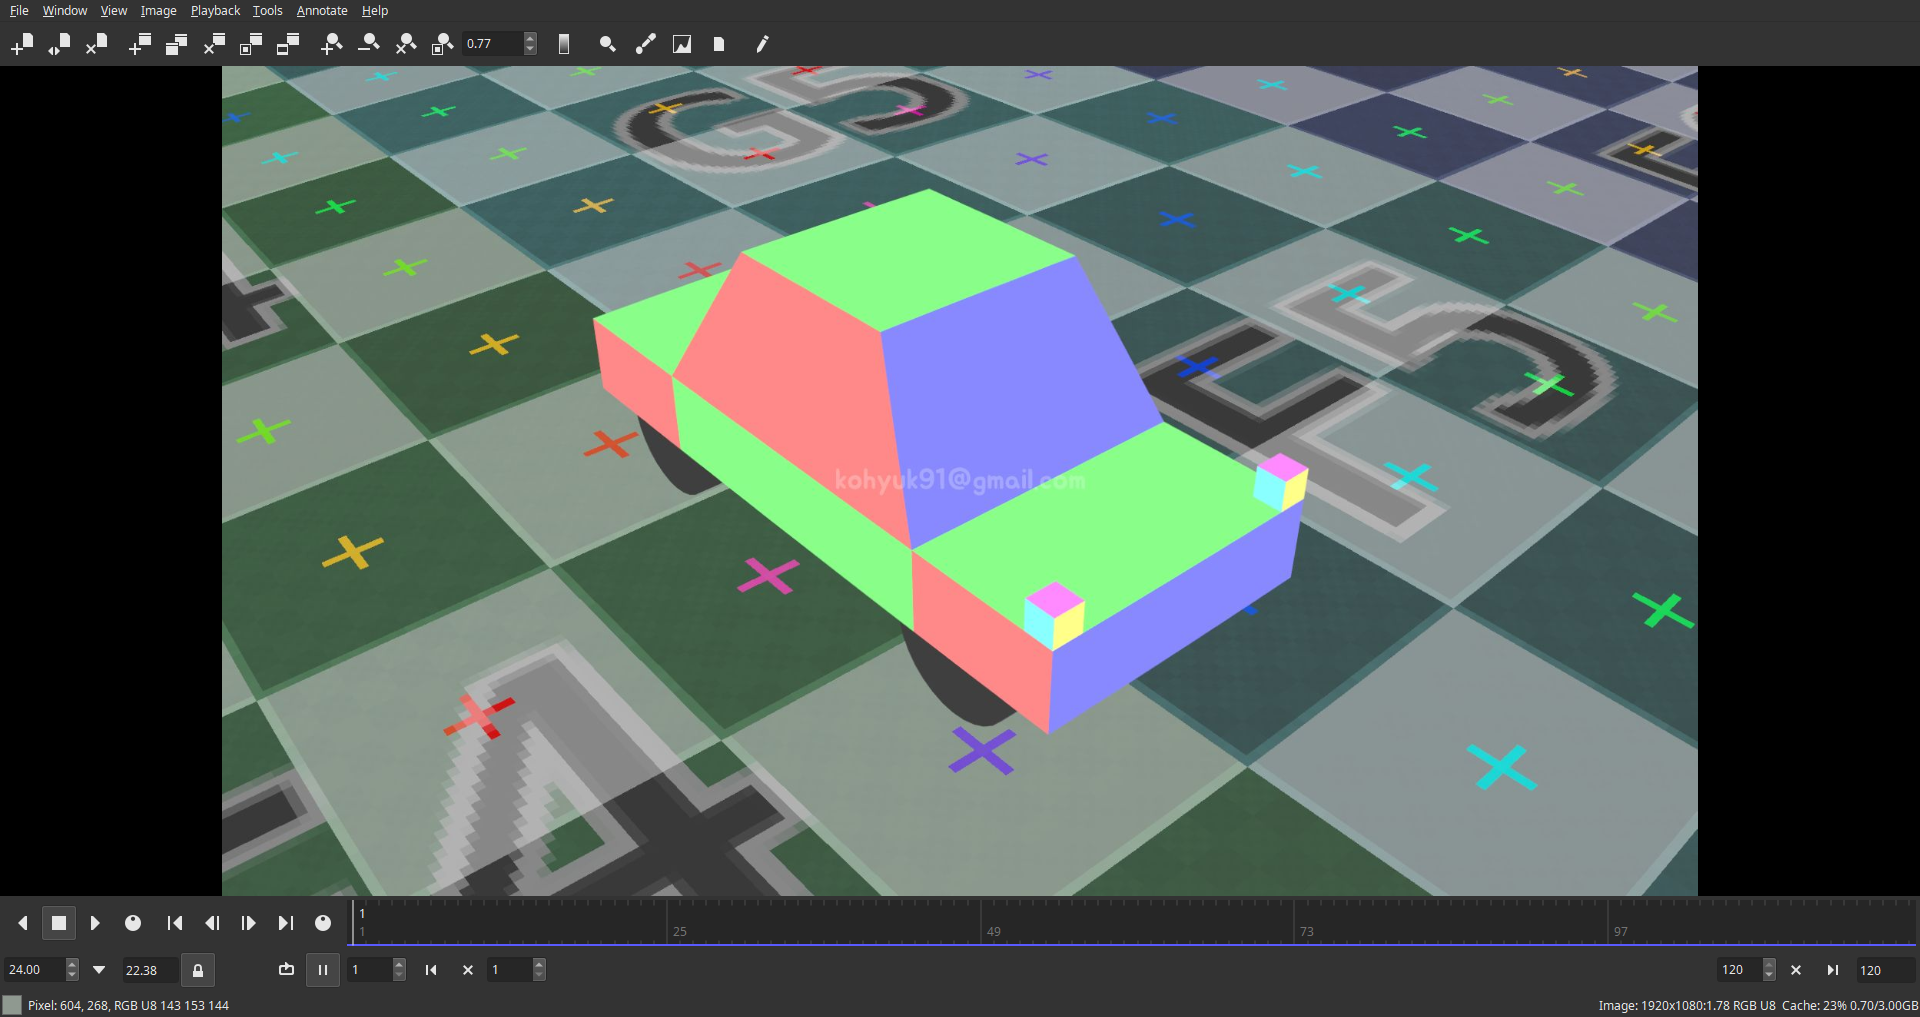 File Window View Image Playback Tools Annotate Help
0.77
kohyuk91@gmail.com
1
1 25 49 73 97
24.00 22.38 1 1 120 120
Pixel: 604, 268, RGB U8 143 153 144
Image: 1920x1080:1.78 RGB U8 Cache: 23% 0.70/3.00GB